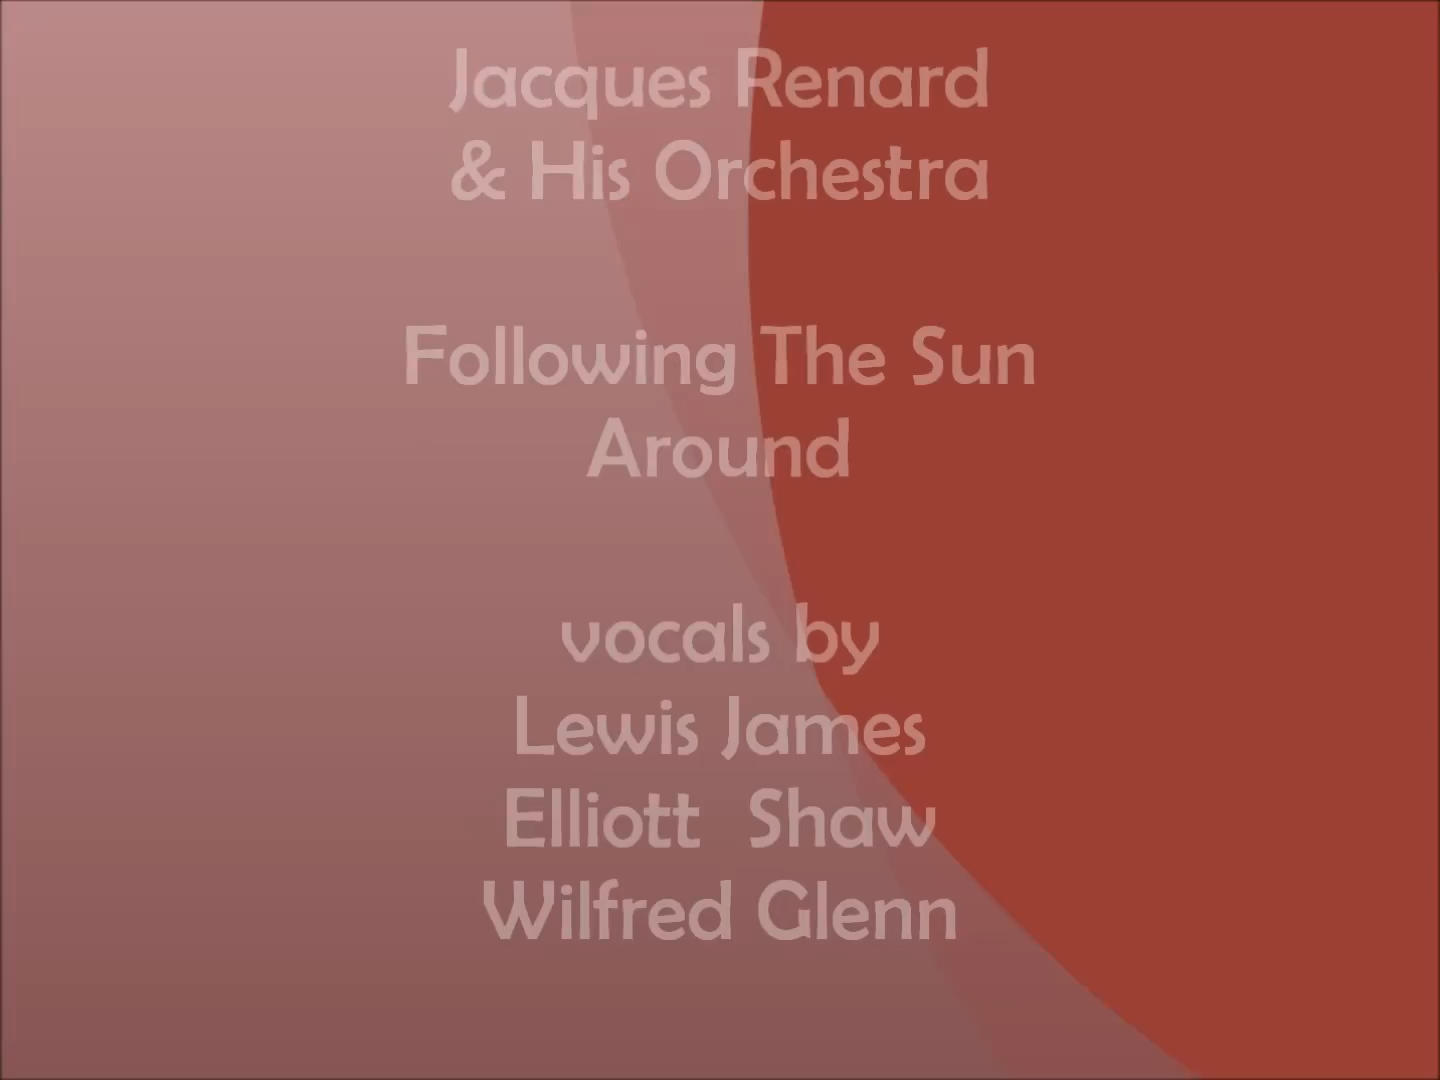 Jacques Renard
& His Orchestra
Following The Sun
Around
vocals by
Lewis James
Elliott  Shaw
Wilfred Glenn